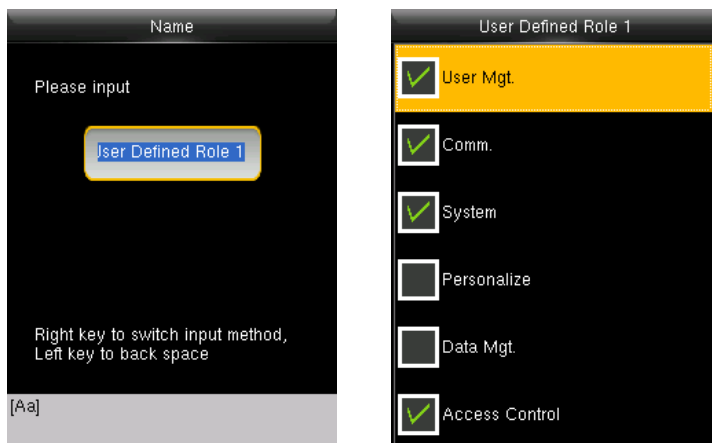 Name
Please input
User Defined Role 1
Right key to switch input method,
Left key to back space
[Aa]
User Defined Role 1
User Mgt.
Comm.
System
Personalize
Data Mgt.
Access Control